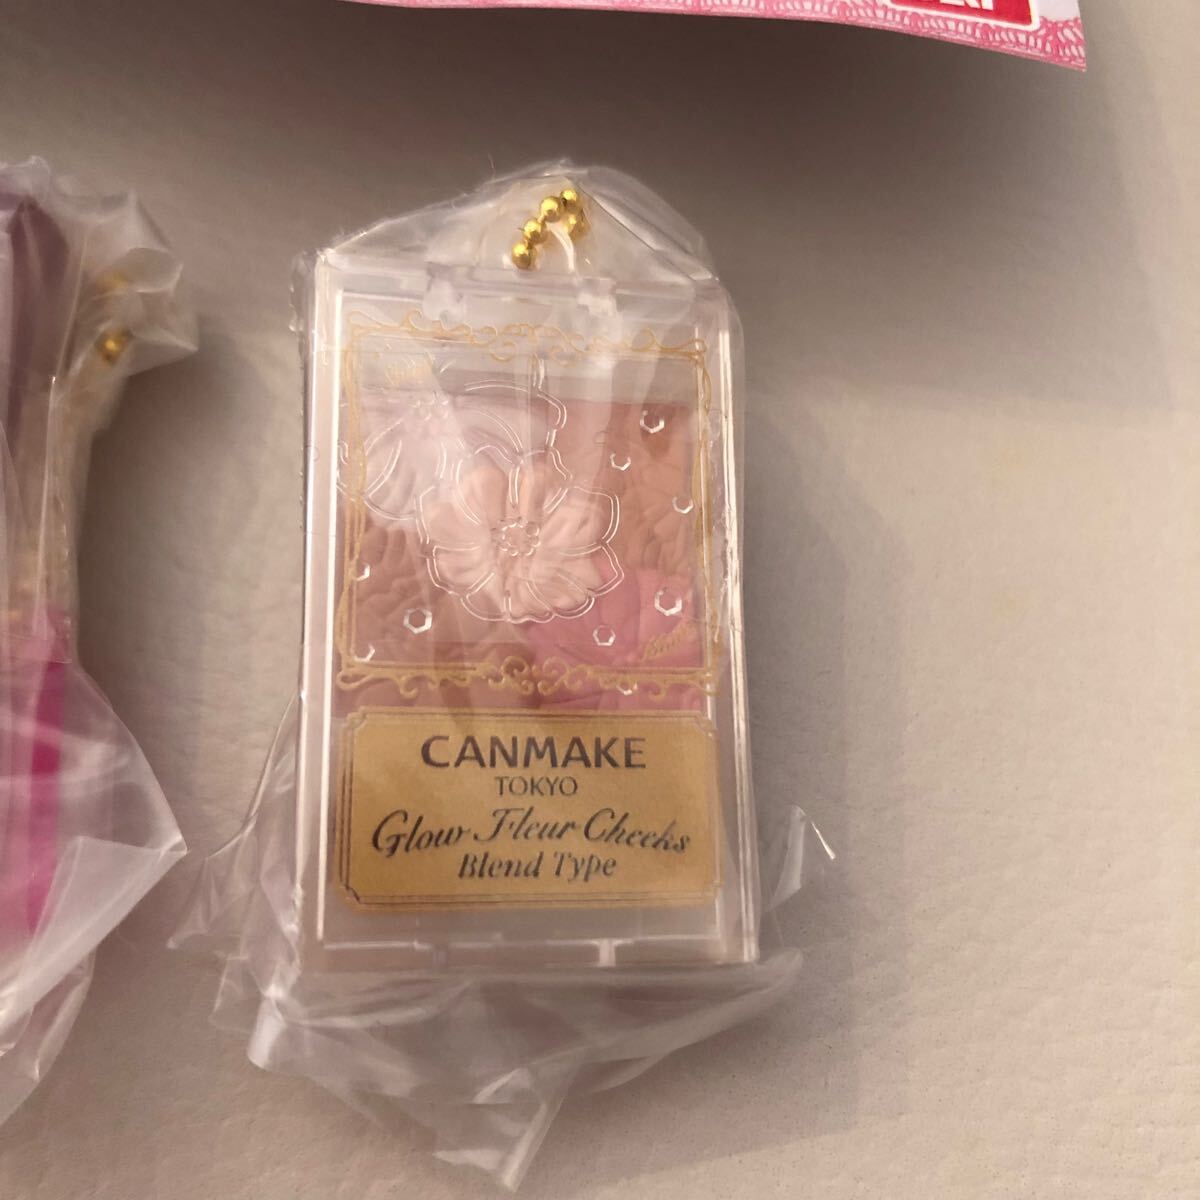 CANMAKE
TOKYO
Glow Fleur Cheeks
Blend Type